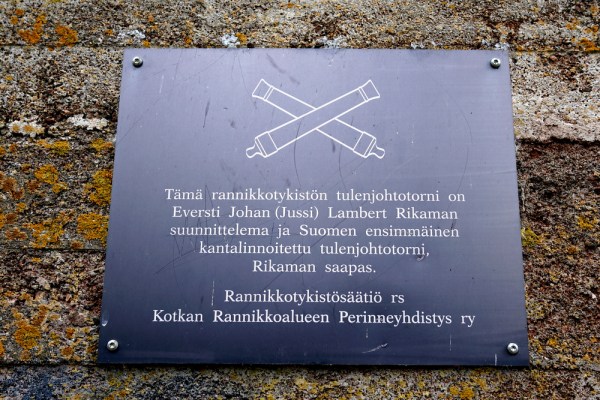 Tämä rannikkotykistön tulenjohtotorni on
Eversti Johan (Jussi) Lambert Rikaman
suunnittelema ja Suomen ensimmäinen
kantalinnoitettu tulenjohtotorni,
Rikaman saapas.
Rannikkotykistösäätiö rs
Kotkan Rannikkoalueen Perinneyhdistys ry